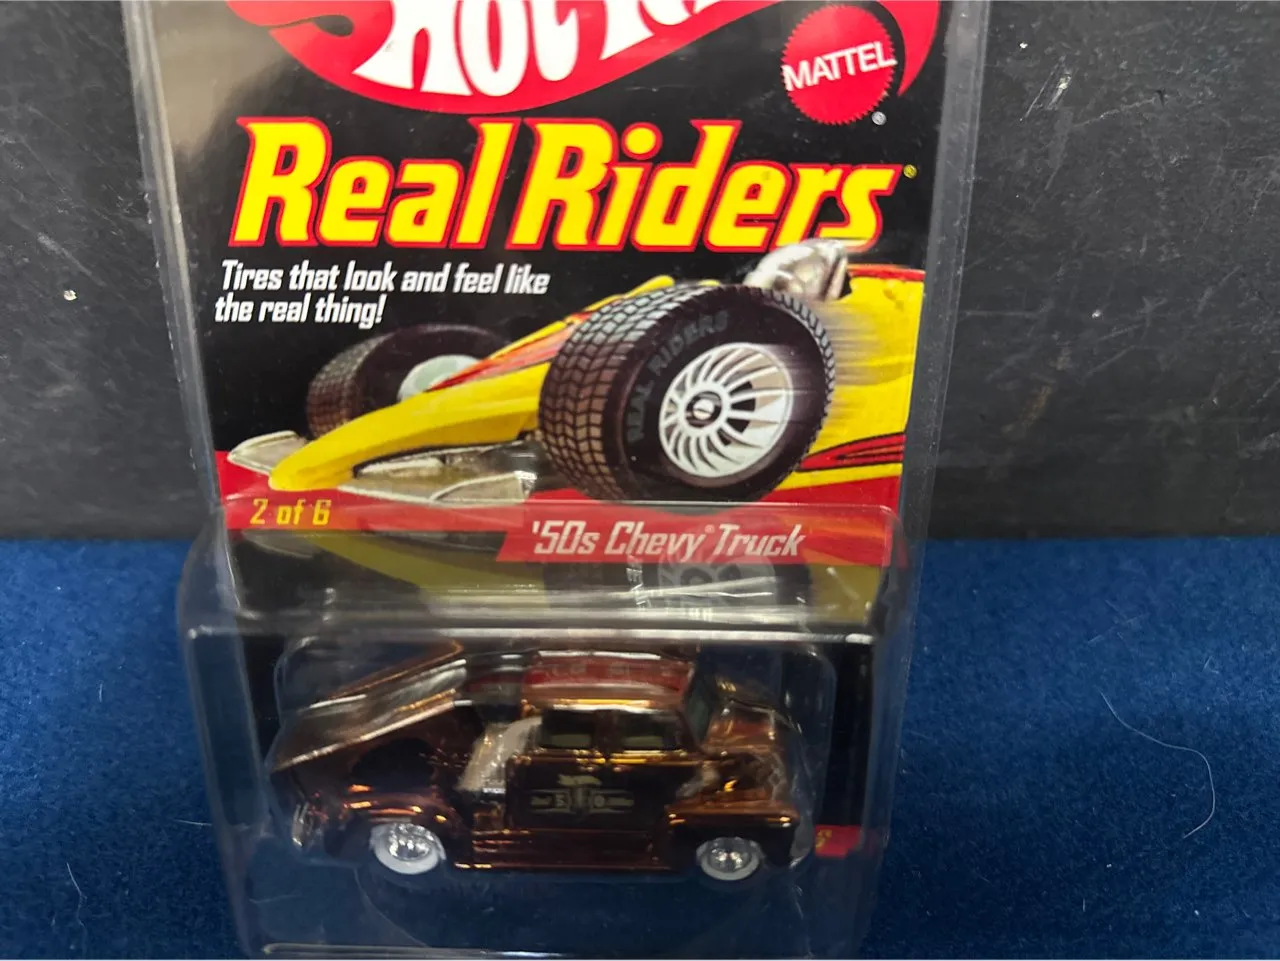 HOT
MATTEL
Real Riders
Tires that look and feel like
the real thing!
REAL RIDERS
2 of 6
'50s Chevy® Truck